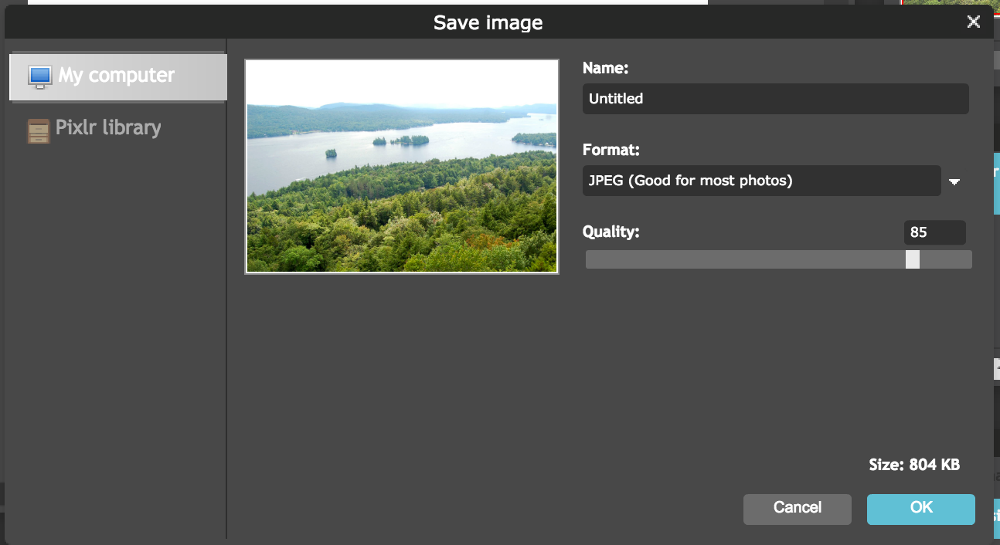 Save image
My computer
Pixlr library
Name:
Untitled
Format:
JPEG (Good for most photos)
Quality:
85
Size: 804 KB
Cancel
OK